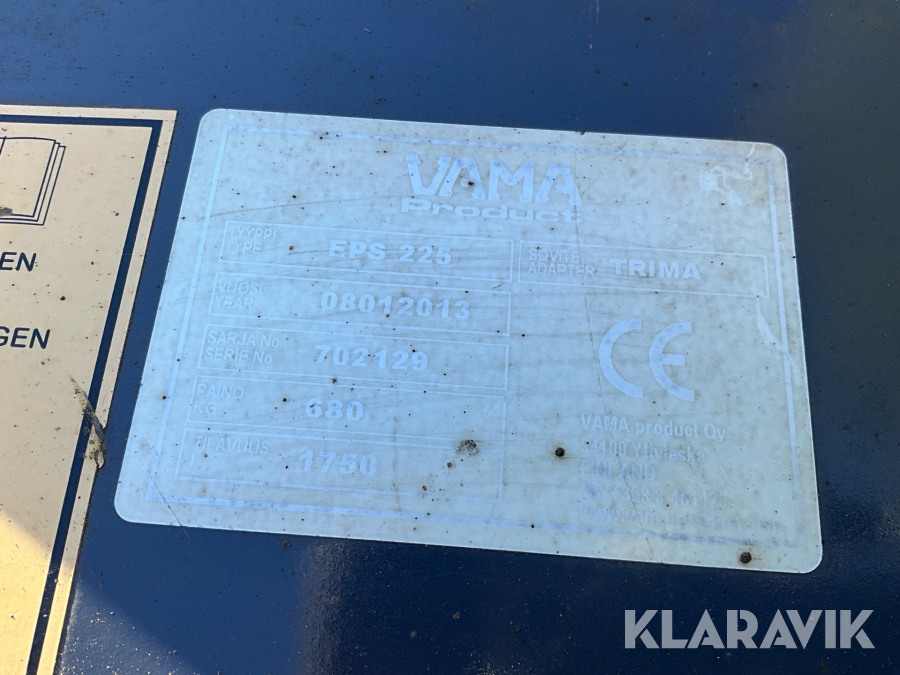 EN
GEN
VAMA
Product
TYYPPI
TYPE
EPS 225
SOVITE
ADAPTER
TRIMA
VUOSI
YEAR
08012013
SARJA No
SERIE No
702129
PAINO
KG
680
TILAVUUS
1750
CE
VAMA-product Oy
FINLAND
KLARAVIK